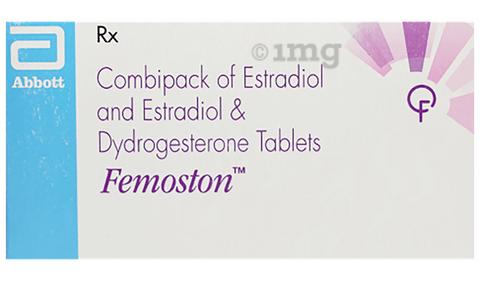 Rx
©1mg
Abbott
Combipack of Estradiol
and Estradiol &
Dydrogesterone Tablets
Femoston™